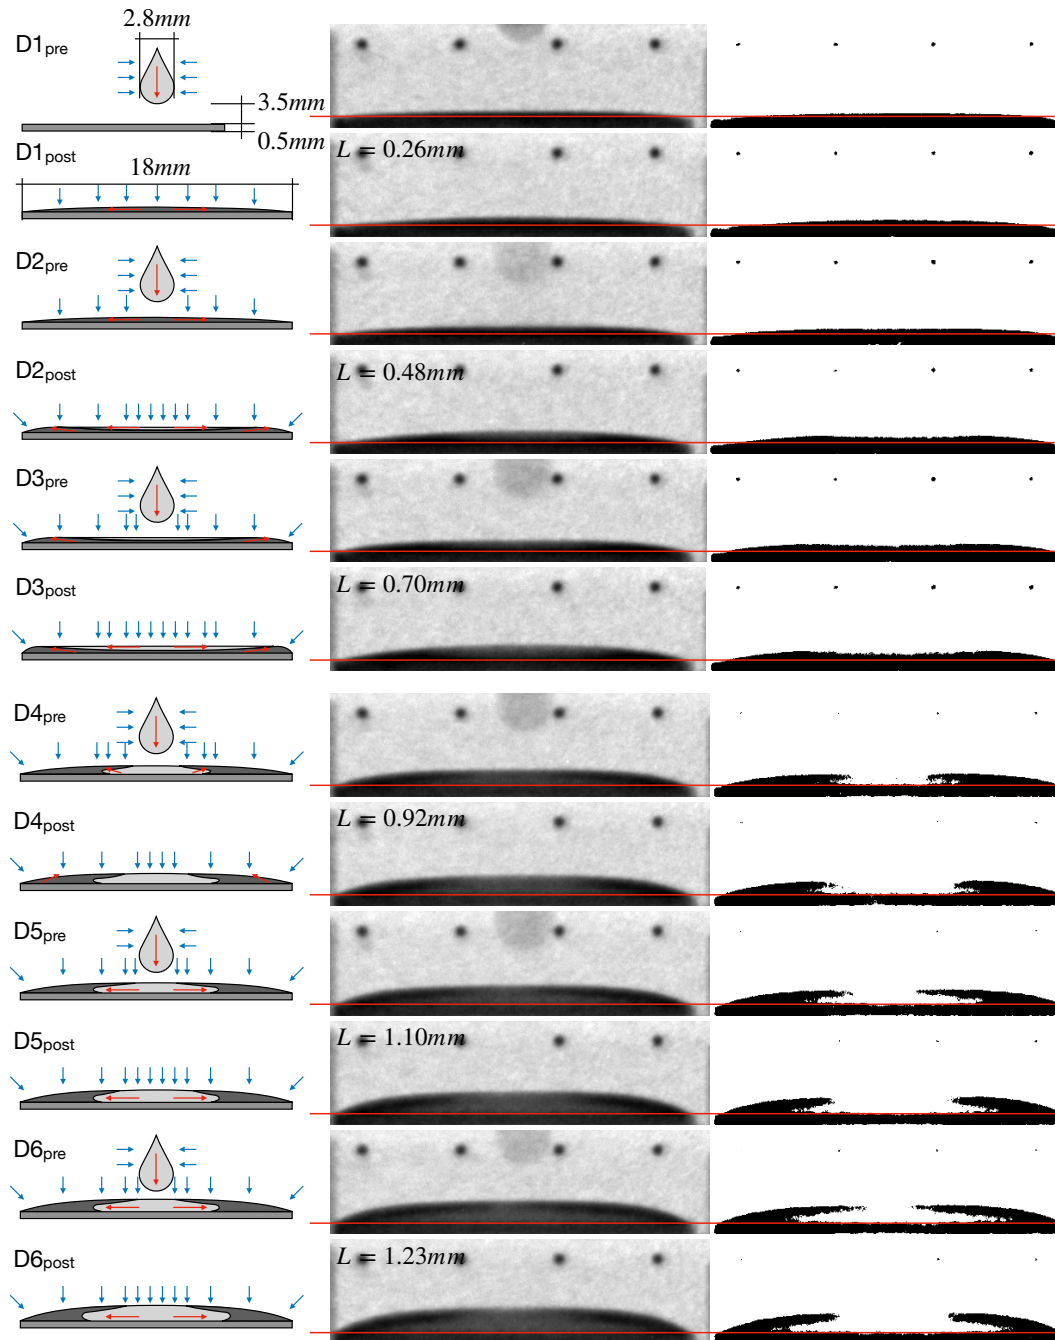 2.8mm
D1pre
3.5mm
0.5mm
D1post
18mm
L = 0.26mm
D2pre
D2post
L = 0.48mm
D3pre
D3post
L = 0.70mm
D4pre
D4post
L = 0.92mm
D5pre
D5post
L = 1.10mm
D6pre
D6post
L = 1.23mm